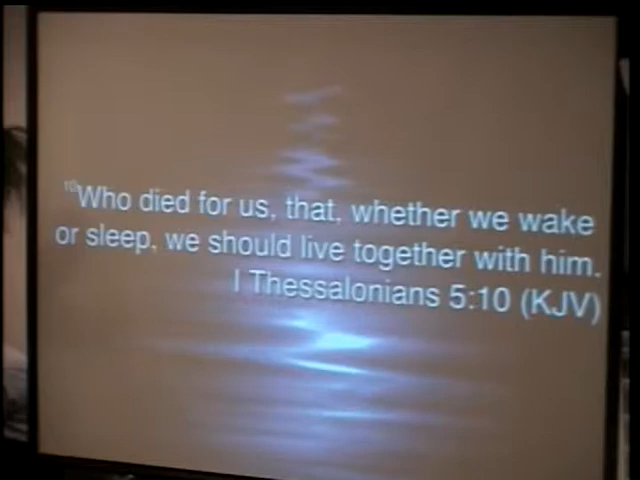 10Who died for us, that, whether we wake
or sleep, we should live together with him.
I Thessalonians 5:10 (KJV)